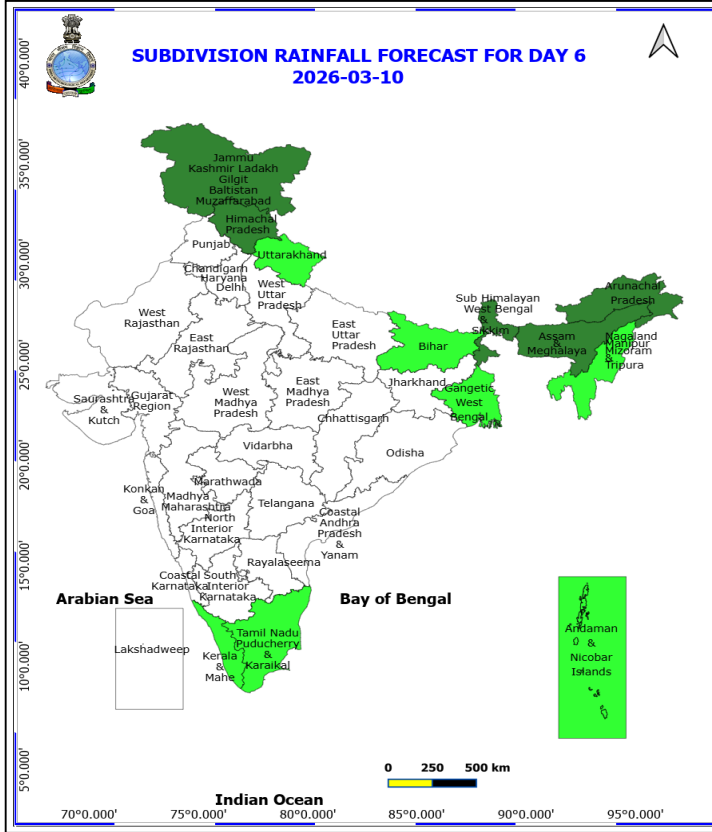 SUBDIVISION RAINFALL FORECAST FOR DAY 6
2026-03-10
40°0.000'
35°0.000'
30°0.000'
25°0.000'
20°0.000'
15°0.000'
10°0.000'
5°0.000'
Jammu
Kashmir Ladakh
Gilgit
Baltistan
Muzaffarabad
Himachal
Pradesh
Punjab
Uttarakhand
Chandigarh
Haryana
Delhi
West
Uttar
Pradesh
West
Rajasthan
East
Rajasthan
East
Uttar
Pradesh
Bihar
Sub Himalayan
West Bengal
&
Sikkim
Arunachal
Pradesh
Assam
&
Meghalaya
Nagaland
Manipur
Mizoram
&
Tripura
Saurashtra
&
Kutch
Gujarat
Region
West
Madhya
Pradesh
East
Madhya
Pradesh
Jharkhand
Gangetic
West
Bengal
Chhattisgarh
Odisha
Vidarbha
Konkan
&
Goa
Madhya
Maharashtra
Marathwada
Telangana
North
Interior
Karnataka
Coastal
Andhra
Pradesh
&
Yanam
Rayalaseema
Coastal
Karnataka
South
Interior
Karnataka
Arabian Sea
Bay of Bengal
Lakshadweep
Kerala
&
Mahe
Tamil Nadu
Puducherry
&
Karaikal
Andaman
&
Nicobar
Islands
0 250 500 km
Indian Ocean
70°0.000' 75°0.000' 80°0.000' 85°0.000' 90°0.000' 95°0.000'